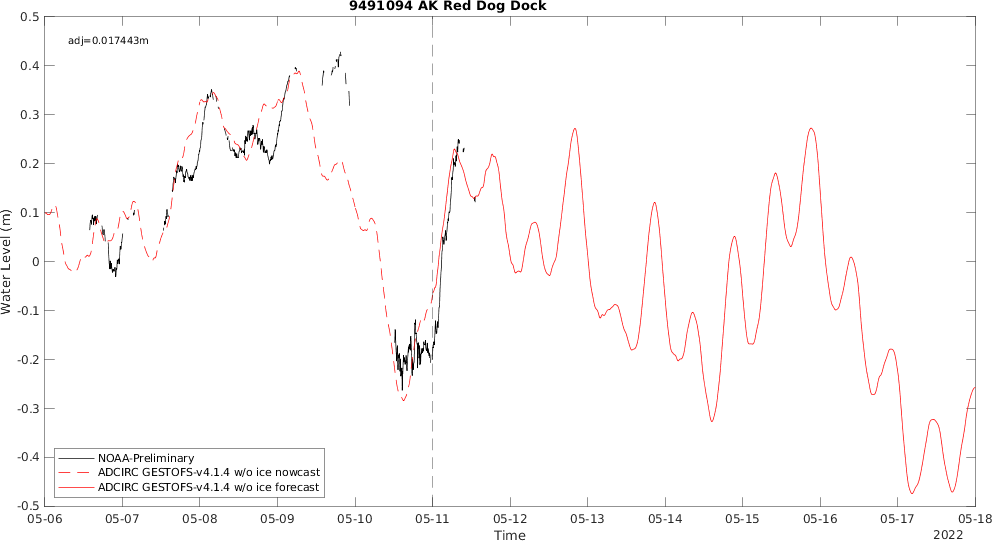 9491094 AK Red Dog Dock
adj=0.017443m
0.5
0.4
0.3
0.2
0.1
0
-0.1
-0.2
-0.3
-0.4
-0.5
Water Level (m)
NOAA-Preliminary
ADCIRC GESTOFS-v4.1.4 w/o ice nowcast
ADCIRC GESTOFS-v4.1.4 w/o ice forecast
05-06 05-07 05-08 05-09 05-10 05-11 05-12 05-13 05-14 05-15 05-16 05-17 05-18
Time
2022